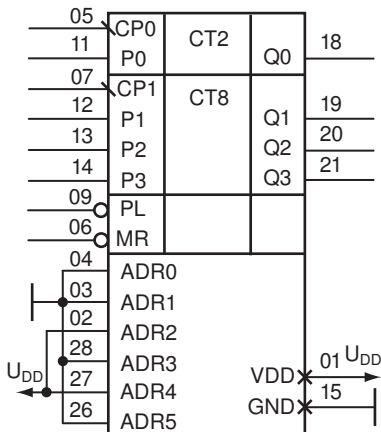 05 CP0 CT2
11 P0 Q0 18
07 CP1 CT8
12 P1 Q1 19
13 P2 Q2 20
14 P3 Q3 21
09 PL
06 MR
04 ADR0
03 ADR1
02 ADR2
28 ADR3
UDD 27 ADR4 VDD 01 UDD
26 ADR5 GND 15